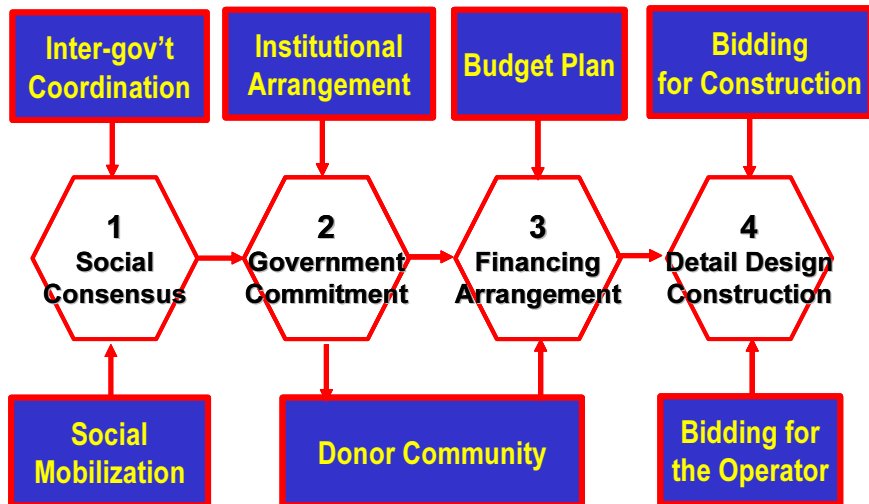 Inter-gov’t
Coordination
Institutional
Arrangement
Budget Plan
Bidding
for Construction
1
Social
Consensus
2
Government
Commitment
3
Financing
Arrangement
4
Detail Design
Construction
Social
Mobilization
Donor Community
Bidding for
the Operator